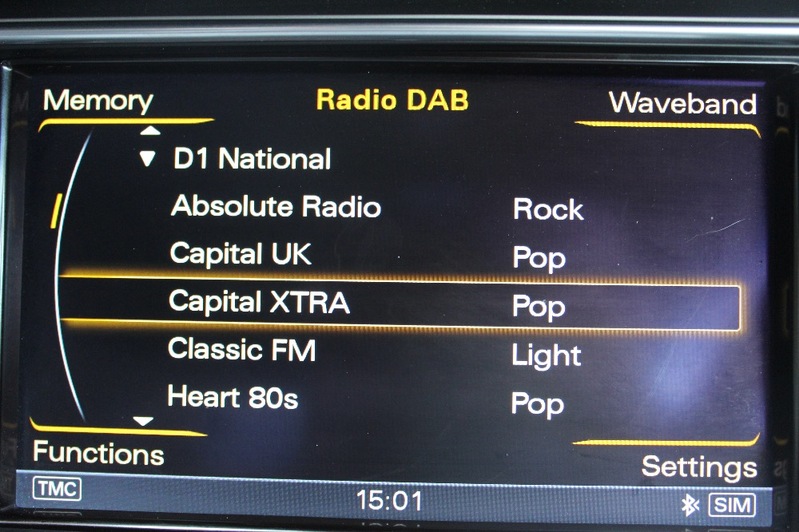 Memory Radio DAB Waveband
D1 National
Absolute Radio Rock
Capital UK Pop
Capital XTRA Pop
Classic FM Light
Heart 80s Pop
Functions Settings
TMC 15:01 SIM